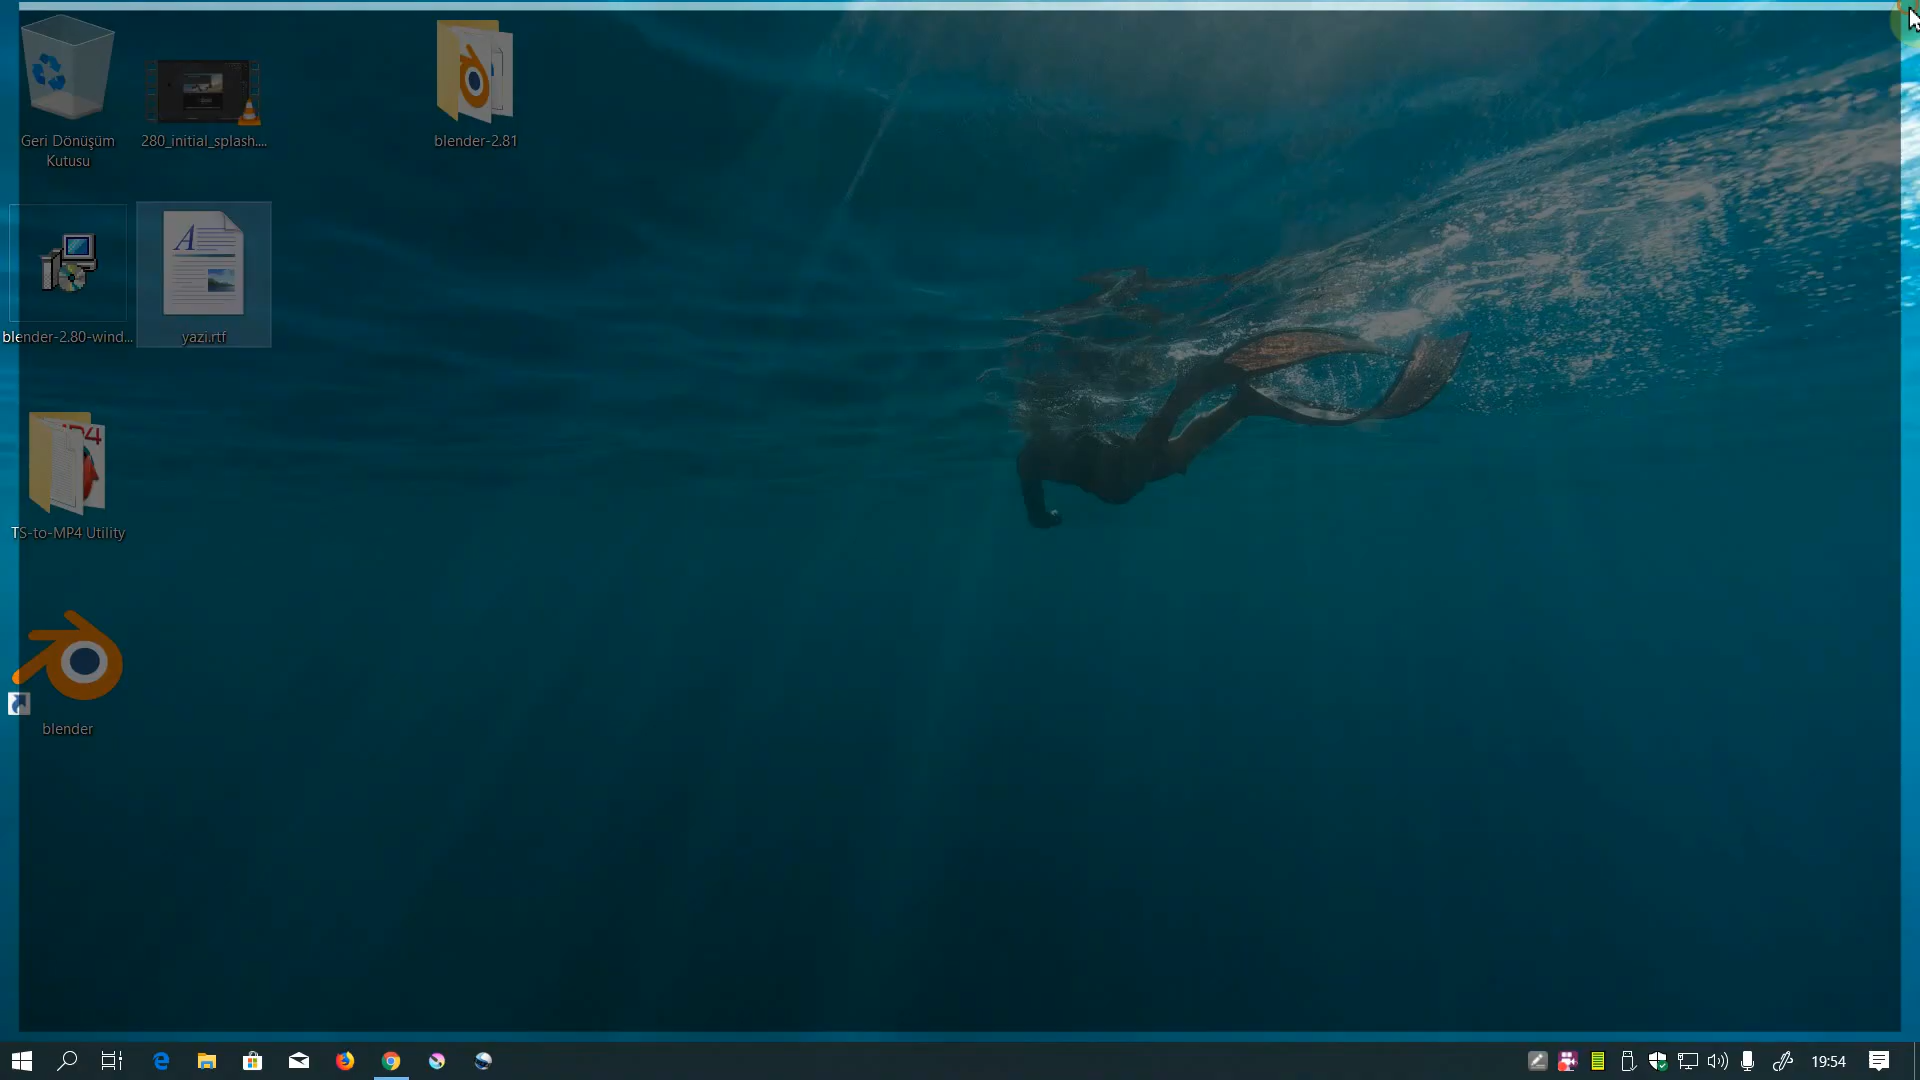 Geri Dönüşüm
Kutusu
280_initial_splash....
blender-2.81
blender-2.80-wind...
yazi.rtf
TS-to-MP4 Utility
blender
19:54